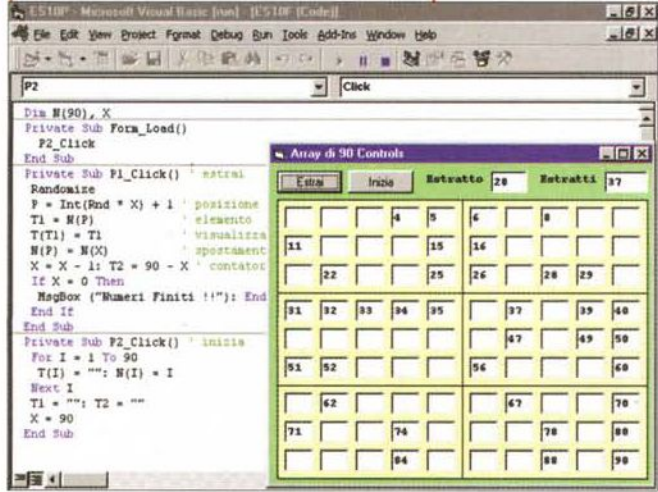 ES10F - Microsoft Visual Basic [run] - [ES10F (Code)]
File Edit View Project Format Debug Run Tools Add-Ins Window Help
P2 Click
Dim N(90), X
Private Sub Form_Load()
P2_Click
End Sub
Private Sub P1_Click() ' estrai
Randomize
P = Int(Rnd * X) + 1 ' posizione
T1 = N(P) ' elemento
T(T1) = T1 ' visualizza
N(P) = N(X) ' spostament
X = X - 1: T2 = 90 - X ' contator
If X = 0 Then
MsgBox ("Numeri Finiti !!"): End
End If
End Sub
Private Sub P2_Click() ' inizia
For I = 1 To 90
T(I) = "": N(I) = I
Next I
T1 = "": T2 = ""
X = 90
End Sub
Array di 90 Controls
Estrai Inizia Estratto 28 Estratti 37
4 5 6 8
11 15 16
22 25 26 28 29
31 32 33 34 35 37 39 40
47 49 50
51 52 56 60
62 67 70
71 74 78 80
84 88 90